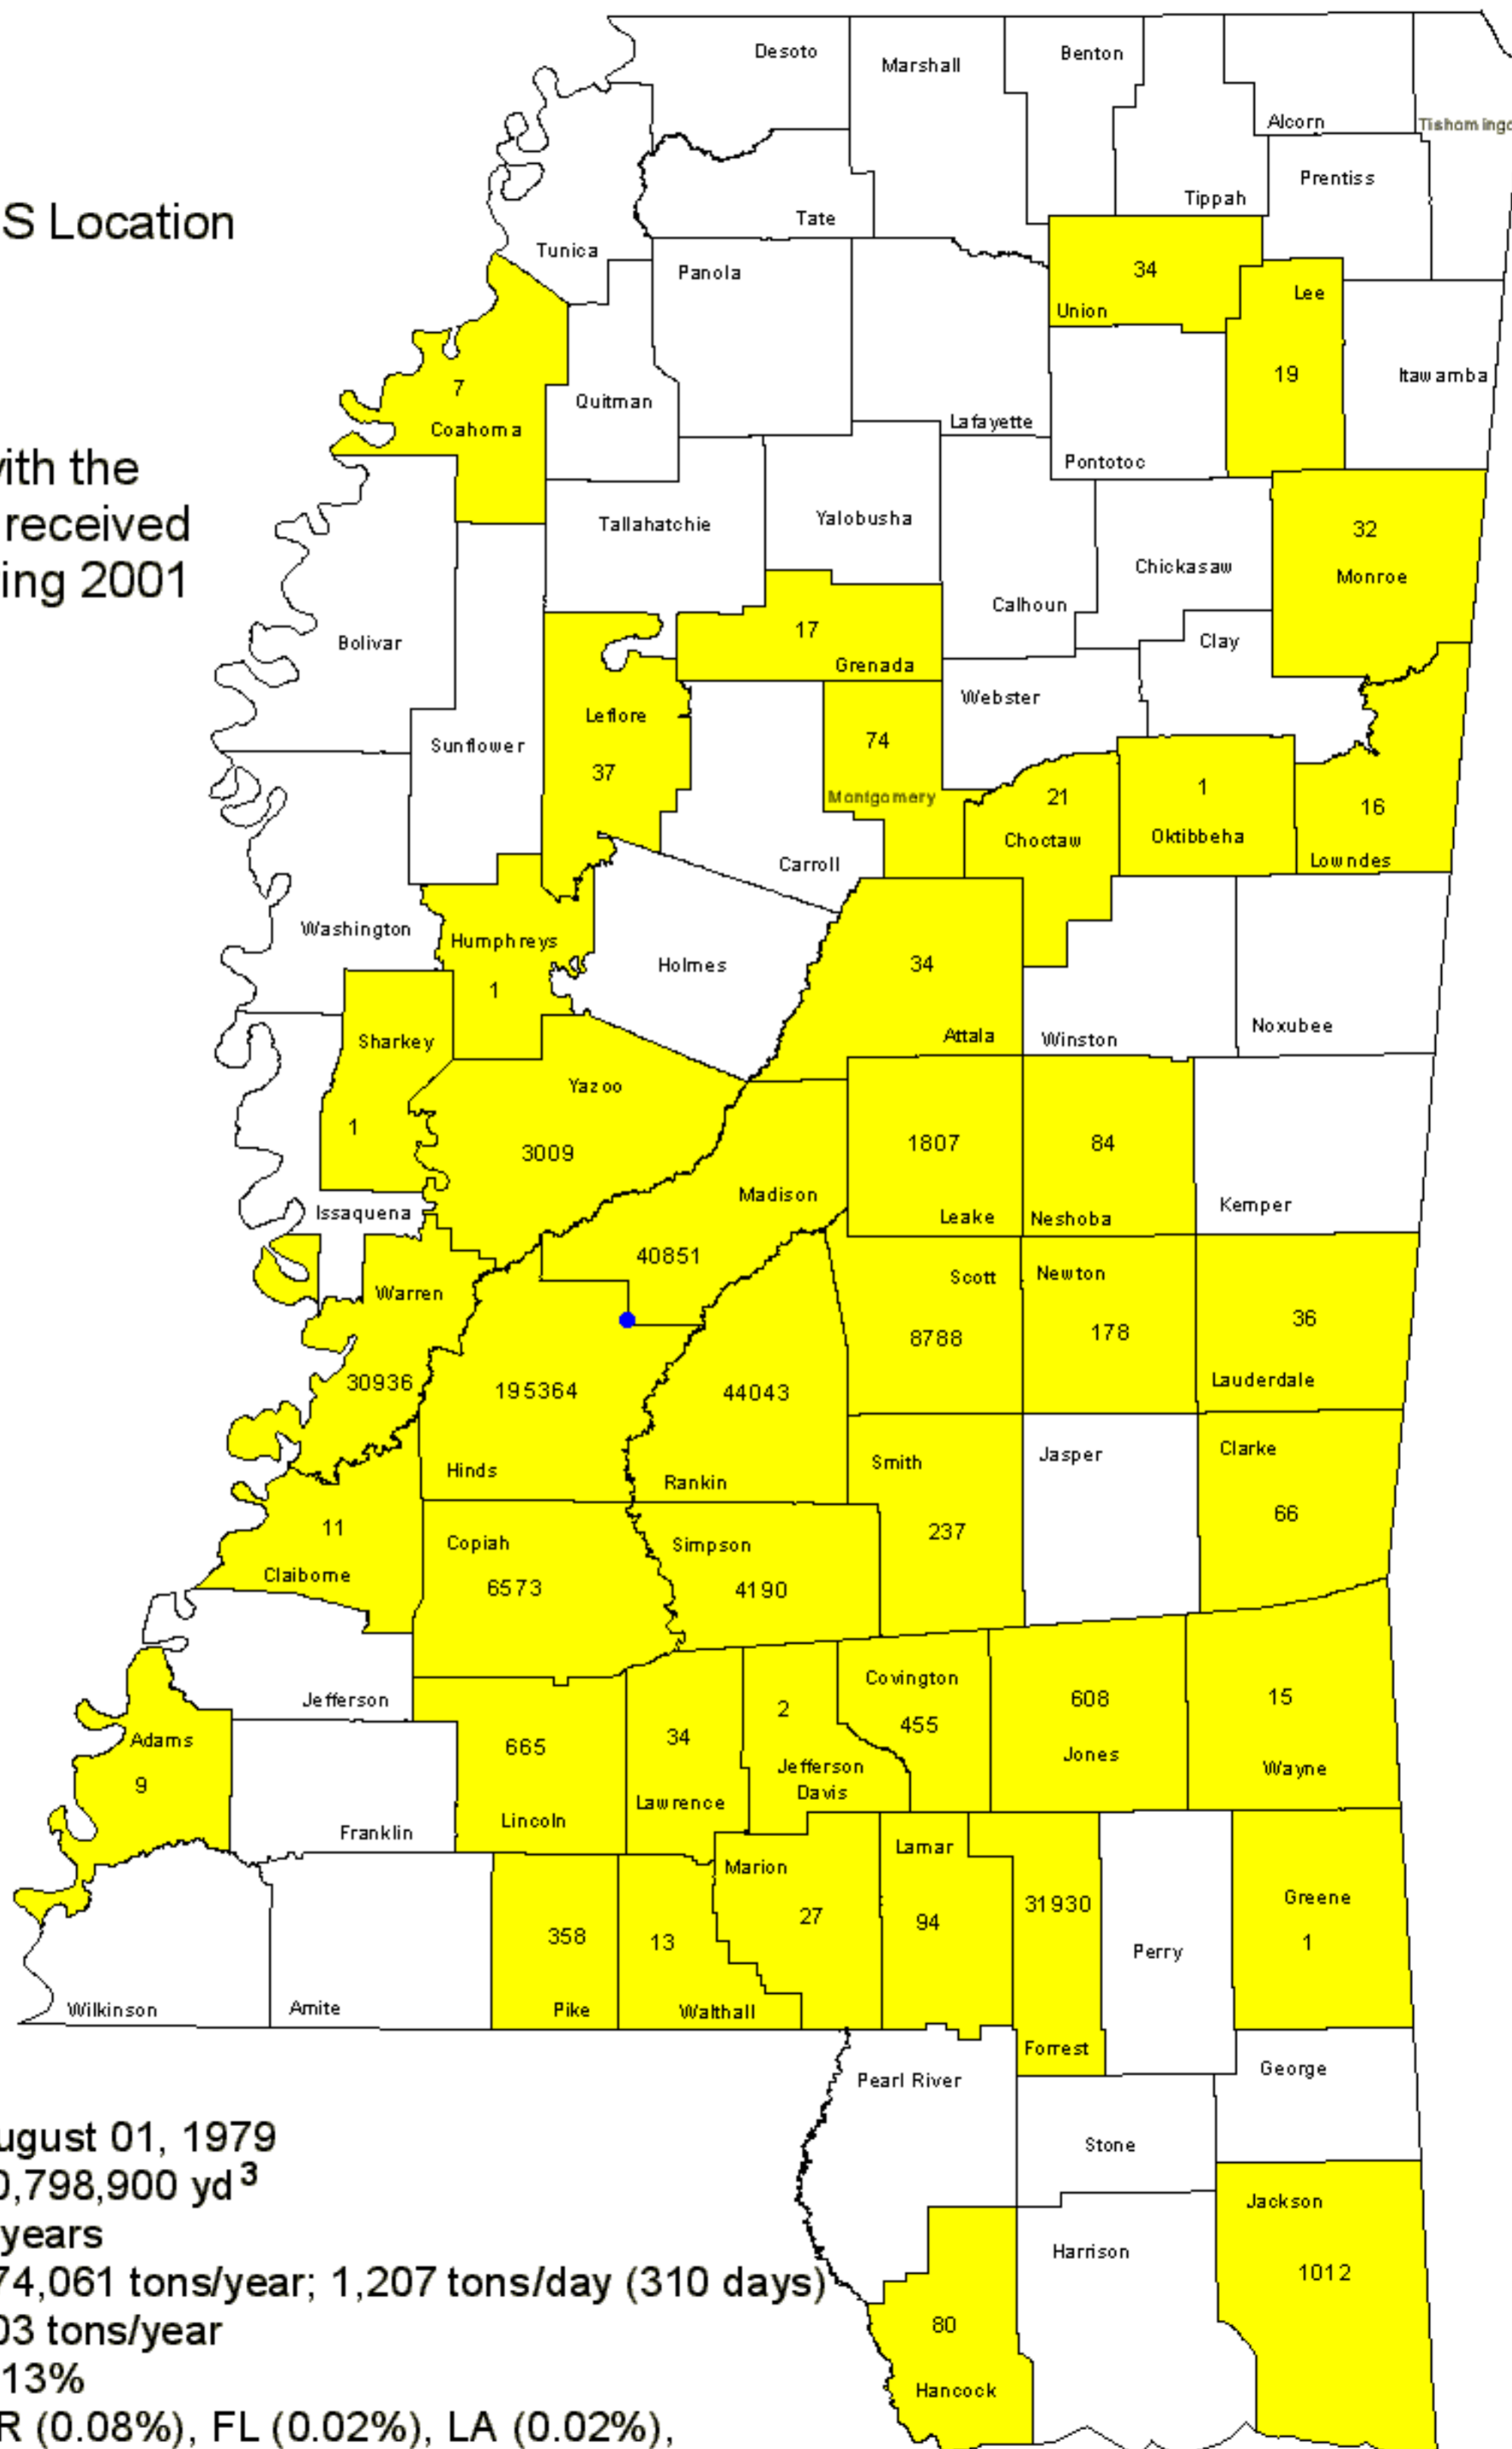 Desoto
Marshall
Benton
Alcorn
Tishomingo
Prentiss
Tippah
S Location
Tate
Tunica
Panola
34
Union
Lee
19
Itawamba
7
Coahoma
Quitman
Lafayette
Pontotoc
with the
received
ing 2001
Tallahatchie
Yalobusha
32
Monroe
Chickasaw
Calhoun
Bolivar
17
Grenada
Clay
Webster
Leflore
37
Sunflower
74
Montgomery
21
Choctaw
1
Oktibbeha
16
Lowndes
Carroll
Washington
Humphreys
1
Holmes
34
Attala
Winston
Noxubee
Sharkey
1
Yazoo
3009
1807
Leake
84
Neshoba
Madison
40851
Kemper
Issaquena
Warren
30936
Scott
8788
Newton
178
36
Lauderdale
195364
Hinds
44043
Rankin
Smith
237
Jasper
Clarke
66
11
Claiborne
Copiah
6573
Simpson
4190
Jefferson
Adams
9
665
Lincoln
34
Lawrence
2
Jefferson
Davis
Covington
455
608
Jones
15
Wayne
Franklin
Marion
27
Lamar
94
31930
Forrest
Greene
1
Perry
358
Pike
13
Walthall
Wilkinson
Amite
Pearl River
George
Stone
ugust 01, 1979
0,798,900 yd³
years
74,061 tons/year; 1,207 tons/day (310 days)
03 tons/year
13%
R (0.08%), FL (0.02%), LA (0.02%),
Jackson
1012
Harrison
80
Hancock